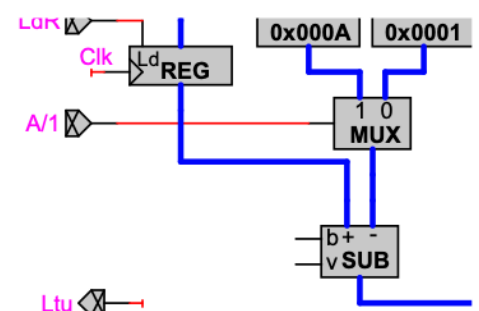 LdR
0x000A 0x0001
Clk
Ld
REG
A/1
1 0
MUX
b + -
v SUB
Ltu